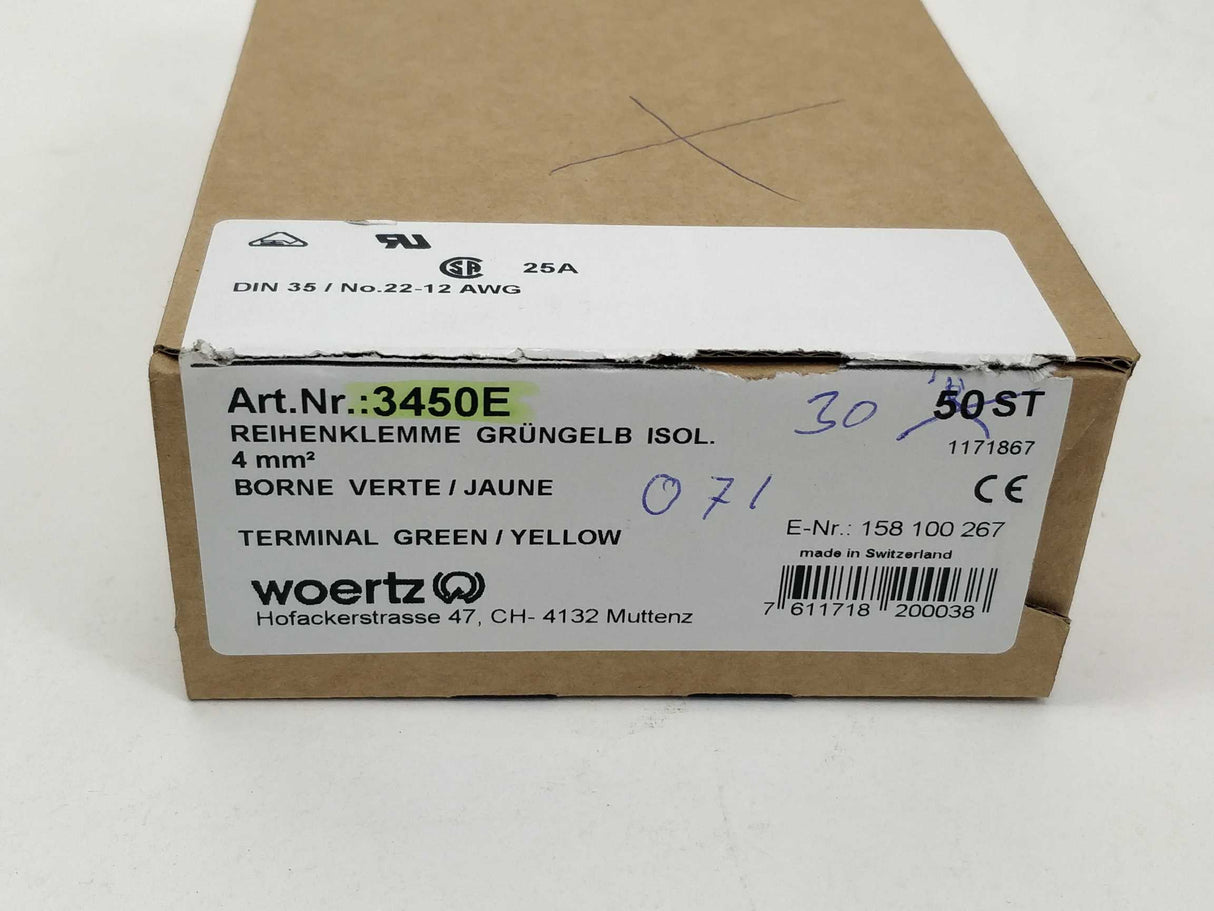 25A
DIN 35 / No.22-12 AWG
Art.Nr.:3450E 30 50 ST
REIHENKLEMME GRÜNGELB ISOL.
1171867
4 mm²
BORNE VERTE / JAUNE 071
CE
TERMINAL GREEN / YELLOW
E-Nr.: 158 100 267
made in Switzerland
woertz
Hofackerstrasse 47, CH- 4132 Muttenz
7 611718 200038